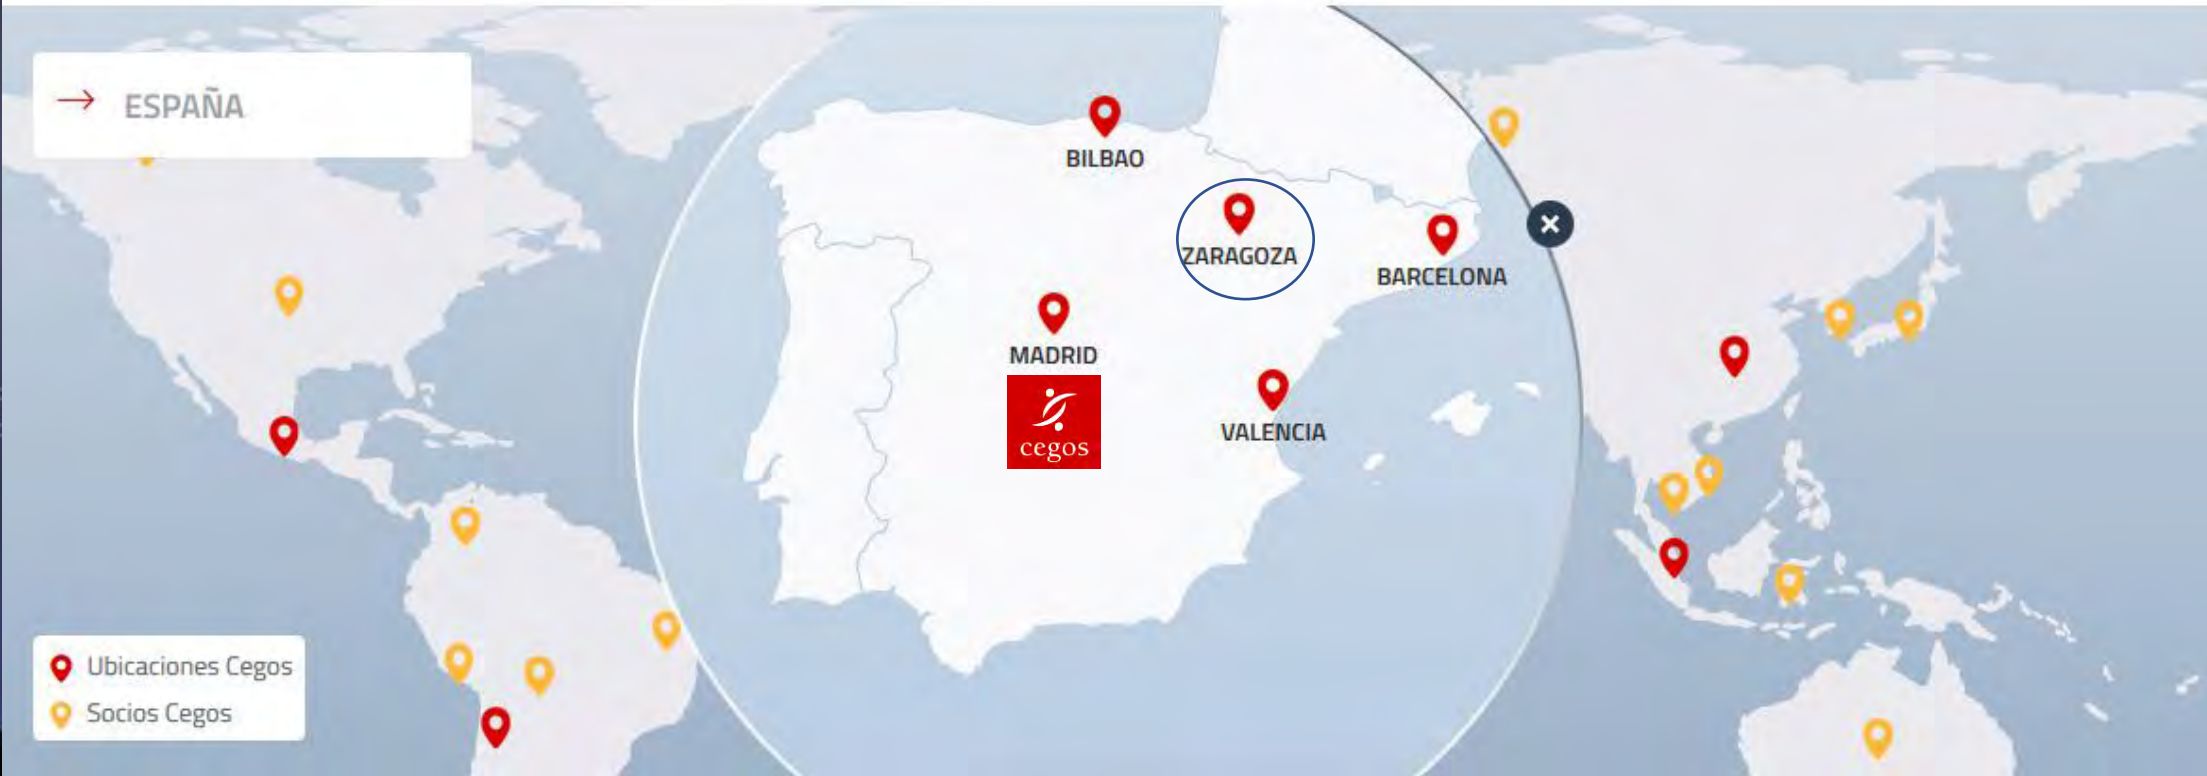 ESPAÑA
BILBAO
ZARAGOZA
BARCELONA
MADRID
cegos
VALENCIA
Ubicaciones Cegos
Socios Cegos